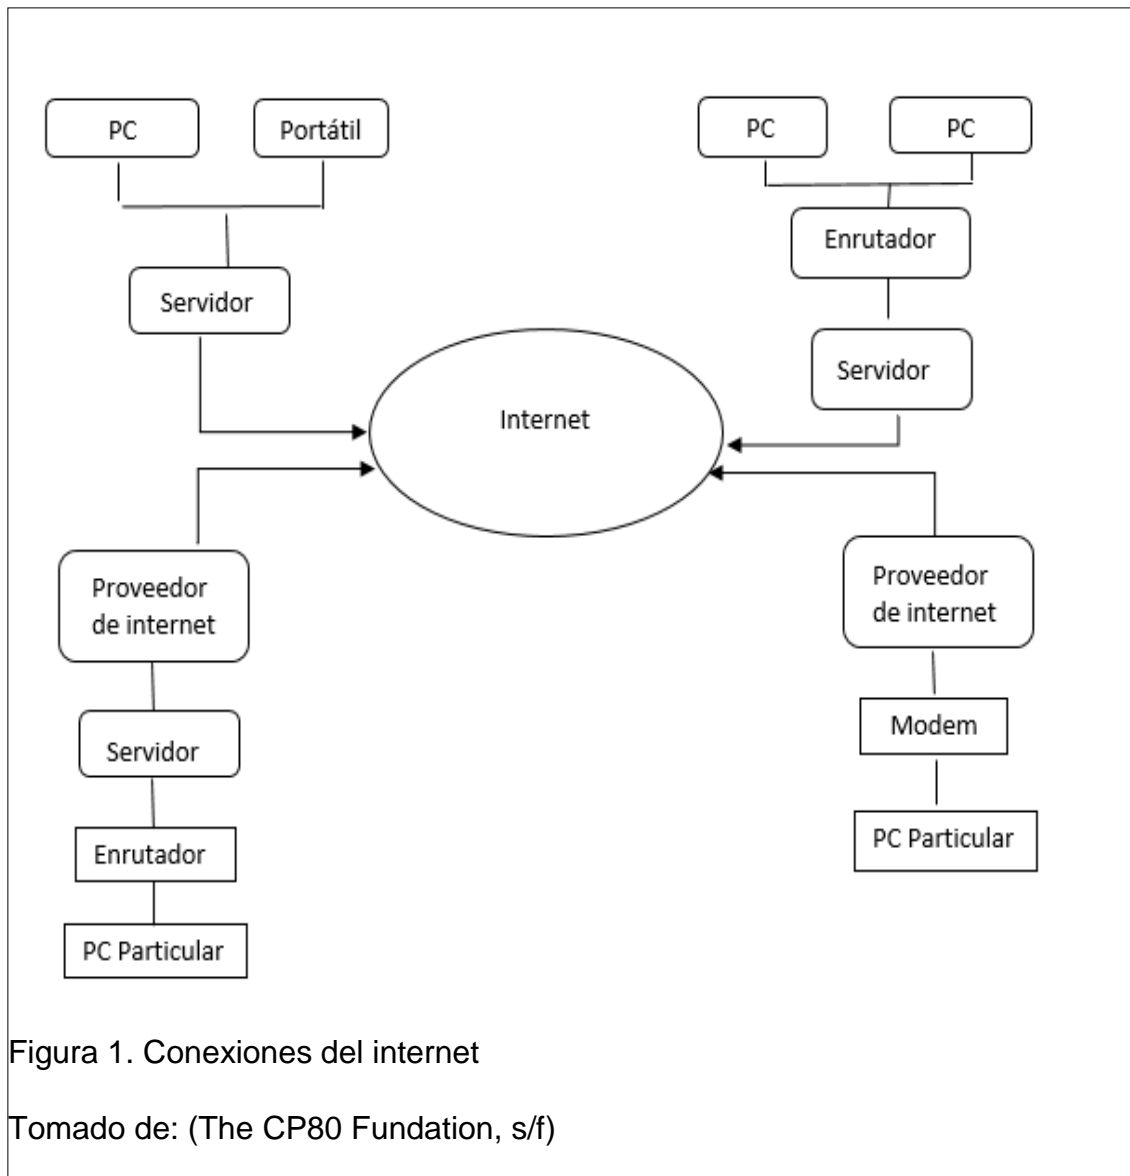 PC
Portátil
PC
PC
Enrutador
Servidor
Servidor
Internet
Proveedor
de internet
Proveedor
de internet
Servidor
Modem
Enrutador
PC Particular
PC Particular
Figura 1. Conexiones del internet
Tomado de: (The CP80 Fundation, s/f)